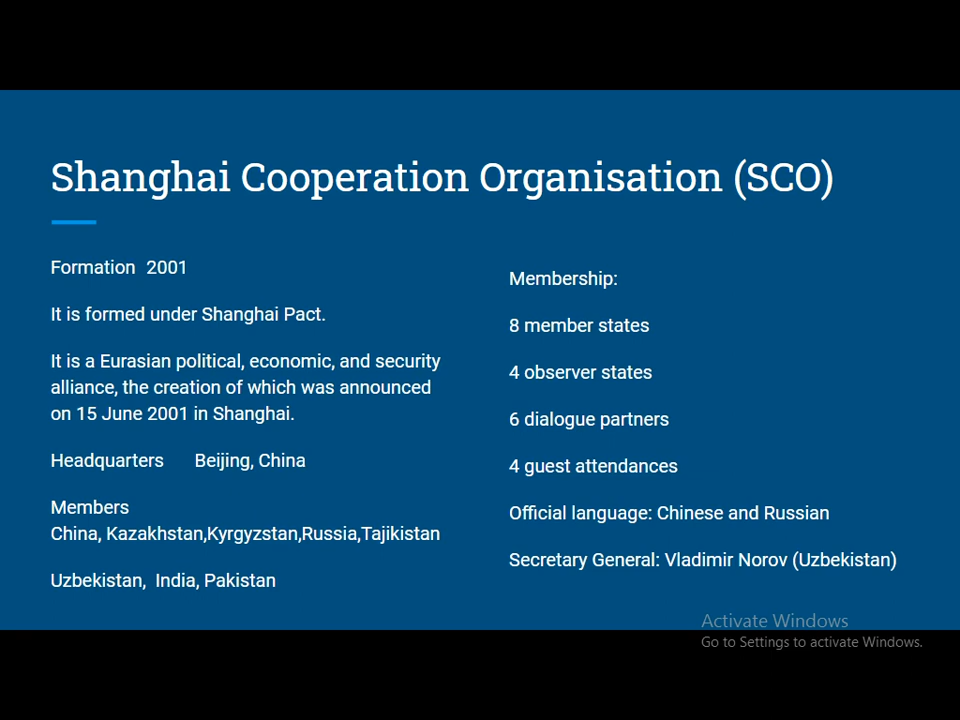 Shanghai Cooperation Organisation (SCO)
Formation 2001
It is formed under Shanghai Pact.
It is a Eurasian political, economic, and security
alliance, the creation of which was announced
on 15 June 2001 in Shanghai.
Headquarters Beijing, China
Members
China, Kazakhstan,Kyrgyzstan,Russia,Tajikistan
Uzbekistan, India, Pakistan
Membership:
8 member states
4 observer states
6 dialogue partners
4 guest attendances
Official language: Chinese and Russian
Secretary General: Vladimir Norov (Uzbekistan)
Activate Windows
Go to Settings to activate Windows.